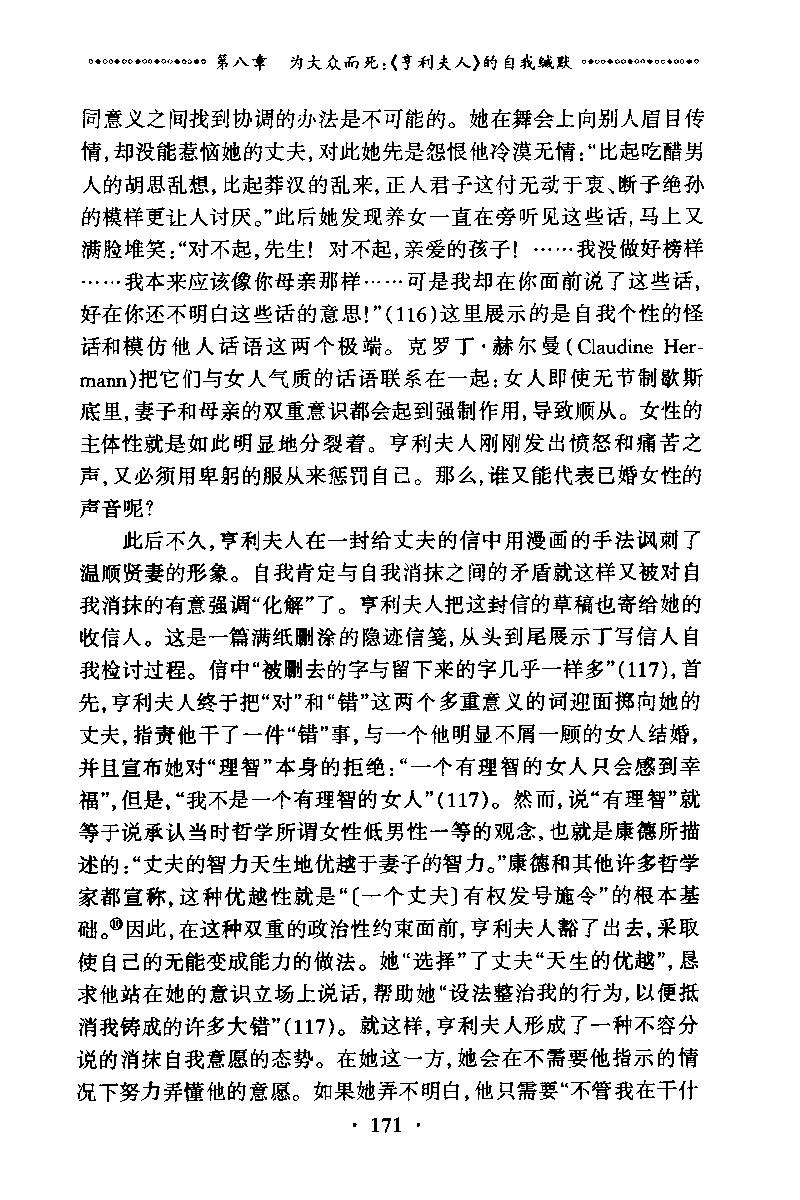 第八章 为大众而死:《亨利夫人》的自我缄默
同意义之间找到协调的办法是不可能的。她在舞会上向别人眉目传
情,却没能惹恼她的丈夫,对此她先是怨恨他冷漠无情:“比起吃醋男
人的胡思乱想,比起莽汉的乱来,正人君子这付无动于衷、断子绝孙
的模样更让人讨厌。”此后她发现养女一直在旁听见这些话,马上又
满脸堆笑:“对不起,先生! 对不起,亲爱的孩子! ……我没做好榜样
……我本来应该像你母亲那样……可是我却在你面前说了这些话,
好在你还不明白这些话的意思!”(116)这里展示的是自我个性的怪
话和模仿他人话语这两个极端。克罗丁·赫尔曼(Claudine Her-
mann)把它们与女人气质的话语联系在一起:女人即使无节制歇斯
底里,妻子和母亲的双重意识都会起到强制作用,导致顺从。女性的
主体性就是如此明显地分裂着。亨利夫人刚刚发出愤怒和痛苦之
声,又必须用卑躬的服从来惩罚自己。那么,谁又能代表已婚女性的
声音呢?
此后不久,亨利夫人在一封给丈夫的信中用漫画的手法讽刺了
温顺贤妻的形象。自我肯定与自我消抹之间的矛盾就这样又被对自
我消抹的有意强调“化解”了。亨利夫人把这封信的草稿也寄给她的
收信人。这是一篇满纸删涂的隐迹信笺,从头到尾展示丁写信人自
我检讨过程。信中“被删去的字与留下来的字几乎一样多”(117),首
先,亨利夫人终于把“对”和“错”这两个多重意义的词迎面掷向她的
丈夫,指责他干了一件“错”事,与一个他明显不屑一顾的女人结婚,
并且宣布她对“理智”本身的拒绝:“一个有理智的女人只会感到幸
福”,但是,“我不是一个有理智的女人”(117)。然而,说“有理智”就
等于说承认当时哲学所谓女性低男性一等的观念,也就是康德所描
述的:“丈夫的智力天生地优越于妻子的智力。”康德和其他许多哲学
家都宣称,这种优越性就是“〔一个丈夫〕有权发号施令”的根本基
础。⑩因此,在这种双重的政治性约束面前,亨利夫人豁了出去,采取
使自己的无能变成能力的做法。她“选择”了丈夫“天生的优越”,恳
求他站在她的意识立场上说话,帮助她“设法整治我的行为,以便抵
消我铸成的许多大错”(117)。就这样,亨利夫人形成了一种不容分
说的消抹自我意愿的态势。在她这一方,她会在不需要他指示的情
况下努力弄懂他的意愿。如果她弄不明白,他只需要“不管我在干什
· 171 ·